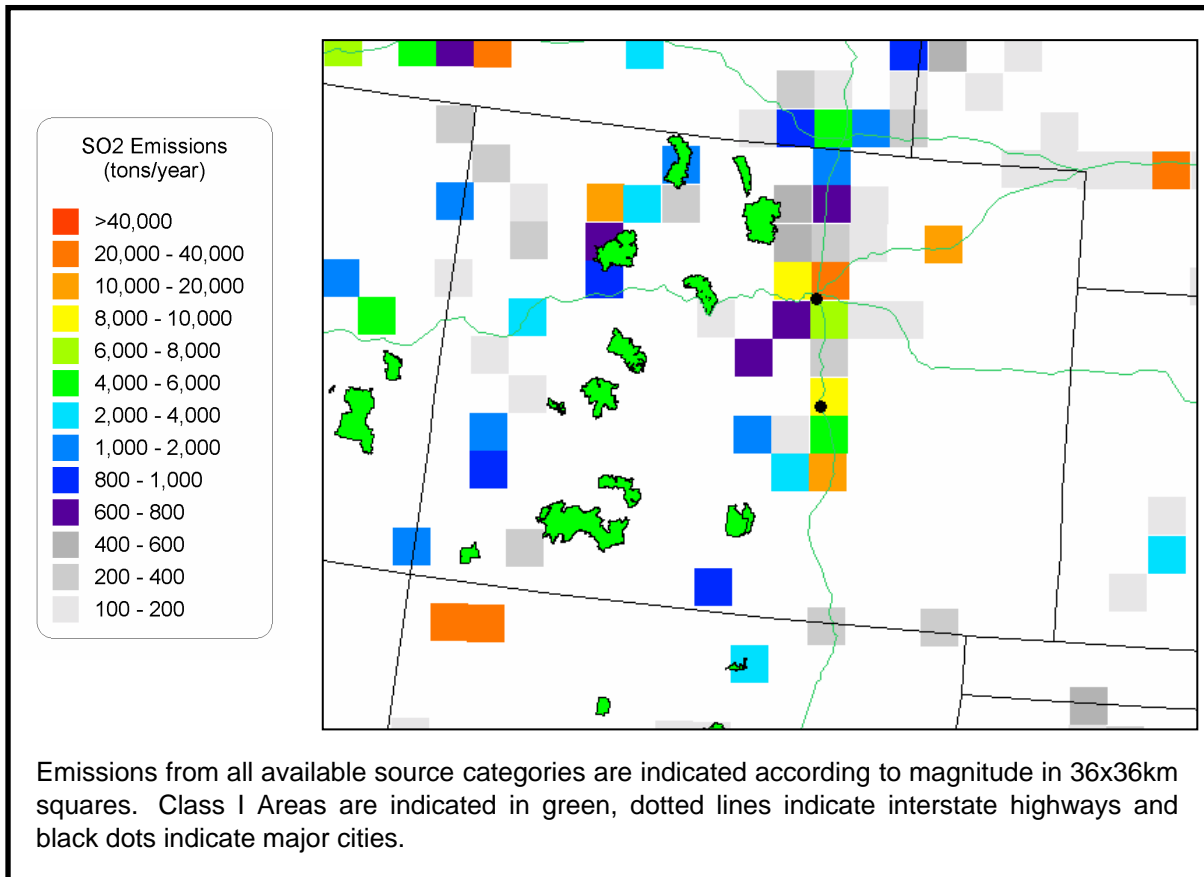 SO2 Emissions
(tons/year)
>40,000
20,000 - 40,000
10,000 - 20,000
8,000 - 10,000
6,000 - 8,000
4,000 - 6,000
2,000 - 4,000
1,000 - 2,000
800 - 1,000
600 - 800
400 - 600
200 - 400
100 - 200
Emissions from all available source categories are indicated according to magnitude in 36x36km
squares. Class I Areas are indicated in green, dotted lines indicate interstate highways and
black dots indicate major cities.